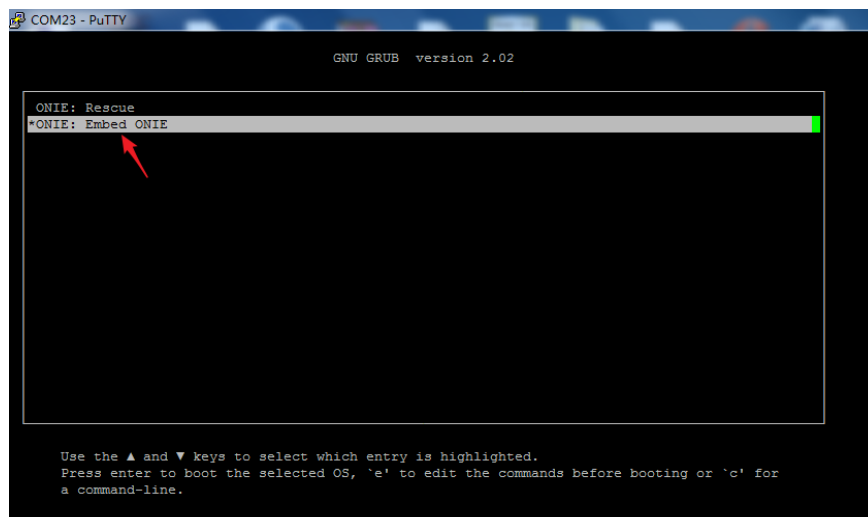 COM23 - PuTTY
GNU GRUB version 2.02
ONIE: Rescue
*ONIE: Embed ONIE
Use the ▲ and ▼ keys to select which entry is highlighted.
Press enter to boot the selected OS, `e' to edit the commands before booting or `c' for
a command-line.